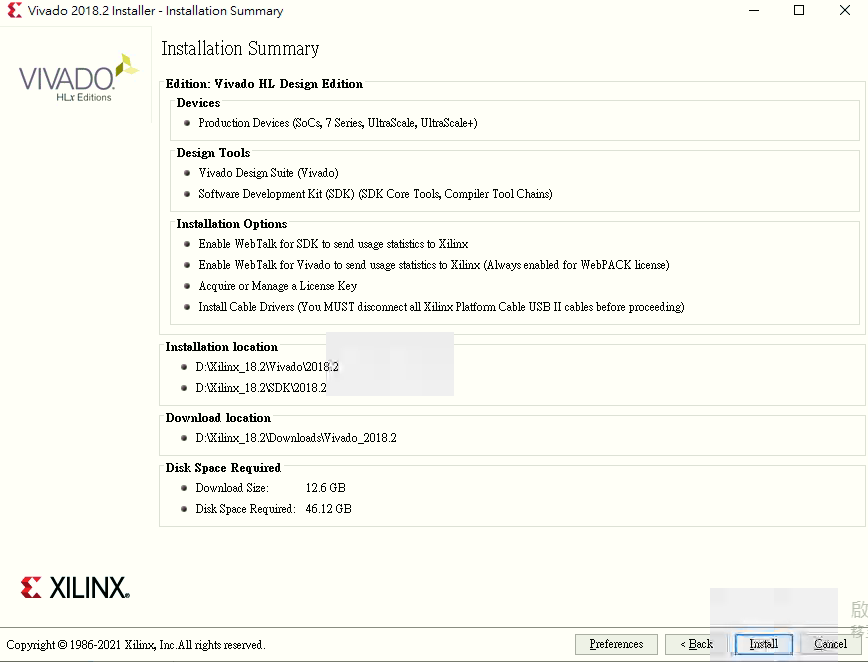 Vivado 2018.2 Installer - Installation Summary
VIVADO.
HLx Editions
Installation Summary
Edition: Vivado HL Design Edition
Devices
Production Devices (SoCs, 7 Series, UltraScale, UltraScale+)
Design Tools
Vivado Design Suite (Vivado)
Software Development Kit (SDK) (SDK Core Tools, Compiler Tool Chains)
Installation Options
Enable WebTalk for SDK to send usage statistics to Xilinx
Enable WebTalk for Vivado to send usage statistics to Xilinx (Always enabled for WebPACK license)
Acquire or Manage a License Key
Install Cable Drivers (You MUST disconnect all Xilinx Platform Cable USB II cables before proceeding)
Installation location
D:\Xilinx_18.2\Vivado\2018.2
D:\Xilinx_18.2\SDK\2018.2
Download location
D:\Xilinx_18.2\Downloads\Vivado_2018.2
Disk Space Required
Download Size: 12.6 GB
Disk Space Required: 46.12 GB
XILINX.
啟
移
Copyright © 1986-2021 Xilinx, Inc.All rights reserved.
Preferences < Back Install Cancel